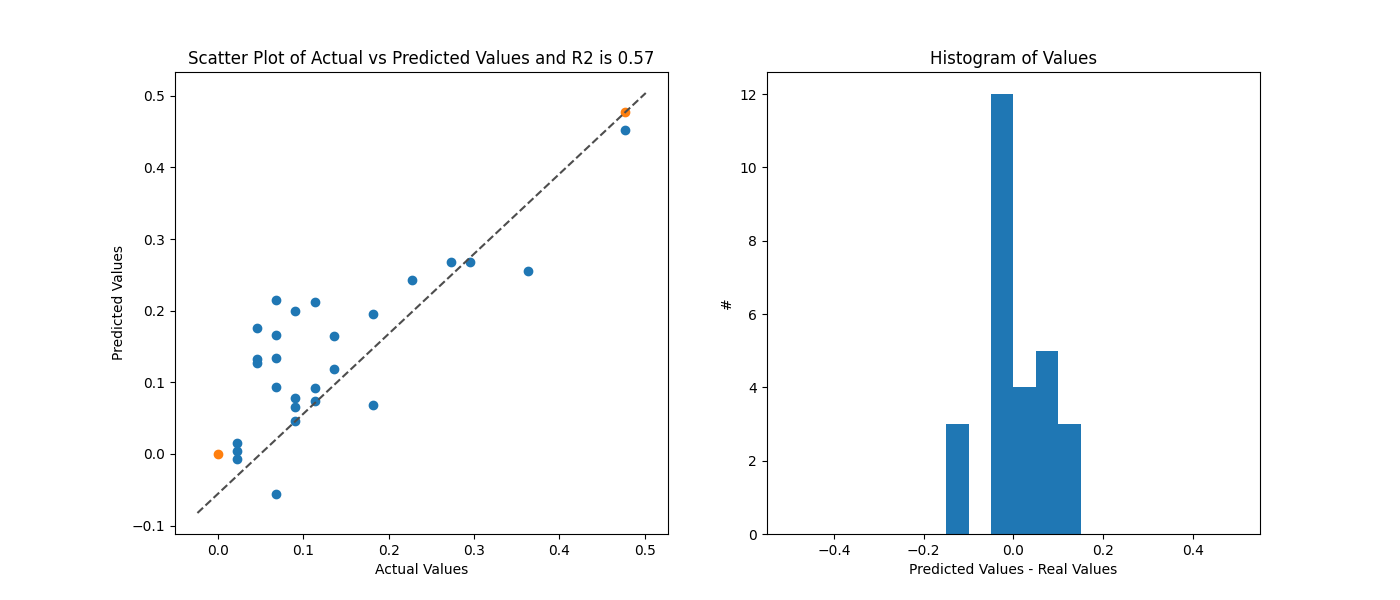 Scatter Plot of Actual vs Predicted Values and R2 is 0.57
0.5
0.4
0.3
0.2
0.1
0.0
−0.1
Predicted Values
0.0 0.1 0.2 0.3 0.4 0.5
Actual Values
Histogram of Values
12
10
8
6
4
2
0
#
−0.4 −0.2 0.0 0.2 0.4
Predicted Values - Real Values